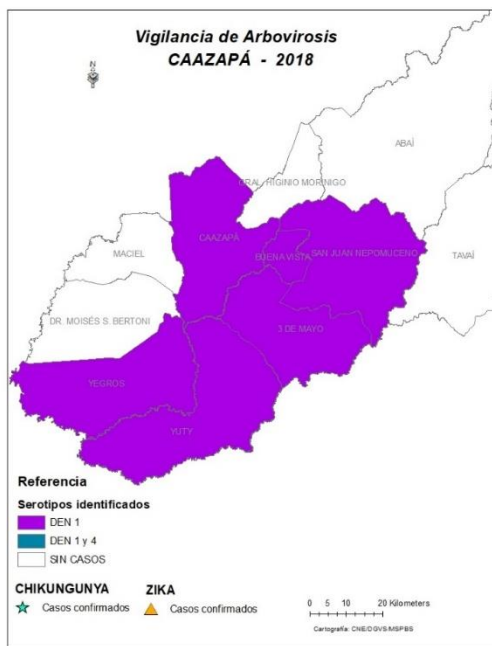 Vigilancia de Arbovirosis
CAAZAPÁ - 2018
N
ABAÍ
GRAL. HIGINIO MORINIGO
CAAZAPÁ
MACIEL
BUENA VISTA
SAN JUAN NEPOMUCENO
TAVAÍ
DR. MOISÉS S. BERTONI
3 DE MAYO
YEGROS
YUTY
Referencia
Serotipos identificados
DEN 1
DEN 1 y 4
SIN CASOS
CHIKUNGUNYA
Casos confirmados
ZIKA
Casos confirmados
0 5 10 20 Kilometers
Cartografía: CNE/DGVS/MSPBS